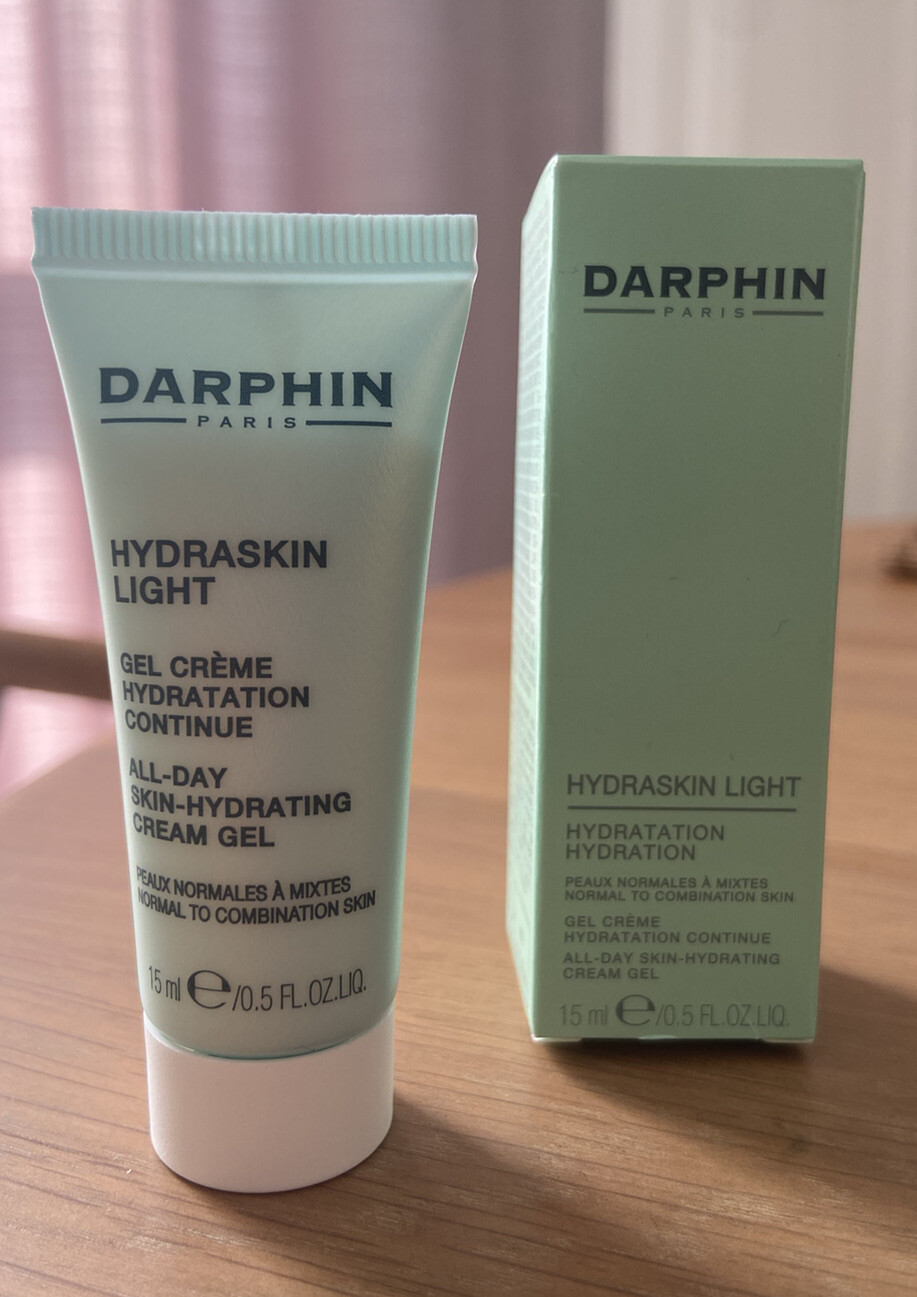 DARPHIN
PARIS
HYDRASKIN
LIGHT
GEL CRÈME
HYDRATATION
CONTINUE
ALL-DAY
SKIN-HYDRATING
CREAM GEL
PEAUX NORMALES À MIXTES
NORMAL TO COMBINATION SKIN
15 ml ℮/0.5 FL.OZ.LIQ.
DARPHIN
PARIS
HYDRASKIN LIGHT
HYDRATATION
HYDRATION
PEAUX NORMALES À MIXTES
NORMAL TO COMBINATION SKIN
GEL CRÈME
HYDRATATION CONTINUE
ALL-DAY SKIN-HYDRATING
CREAM GEL
15 ml ℮/0.5 FL.OZ.LIQ.